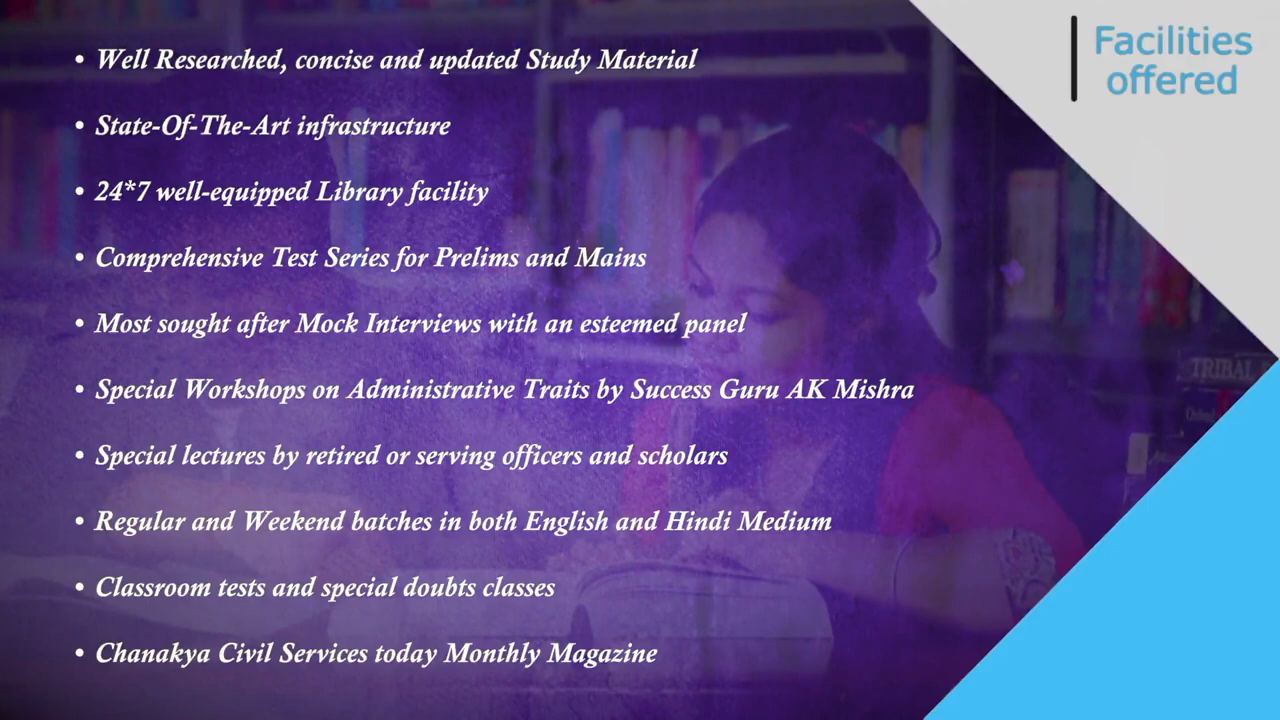 Facilities
offered
• Well Researched, concise and updated Study Material
• State-Of-The-Art infrastructure
• 24*7 well-equipped Library facility
• Comprehensive Test Series for Prelims and Mains
• Most sought after Mock Interviews with an esteemed panel
• Special Workshops on Administrative Traits by Success Guru AK Mishra
• Special lectures by retired or serving officers and scholars
• Regular and Weekend batches in both English and Hindi Medium
• Classroom tests and special doubts classes
• Chanakya Civil Services today Monthly Magazine
TRIBAL